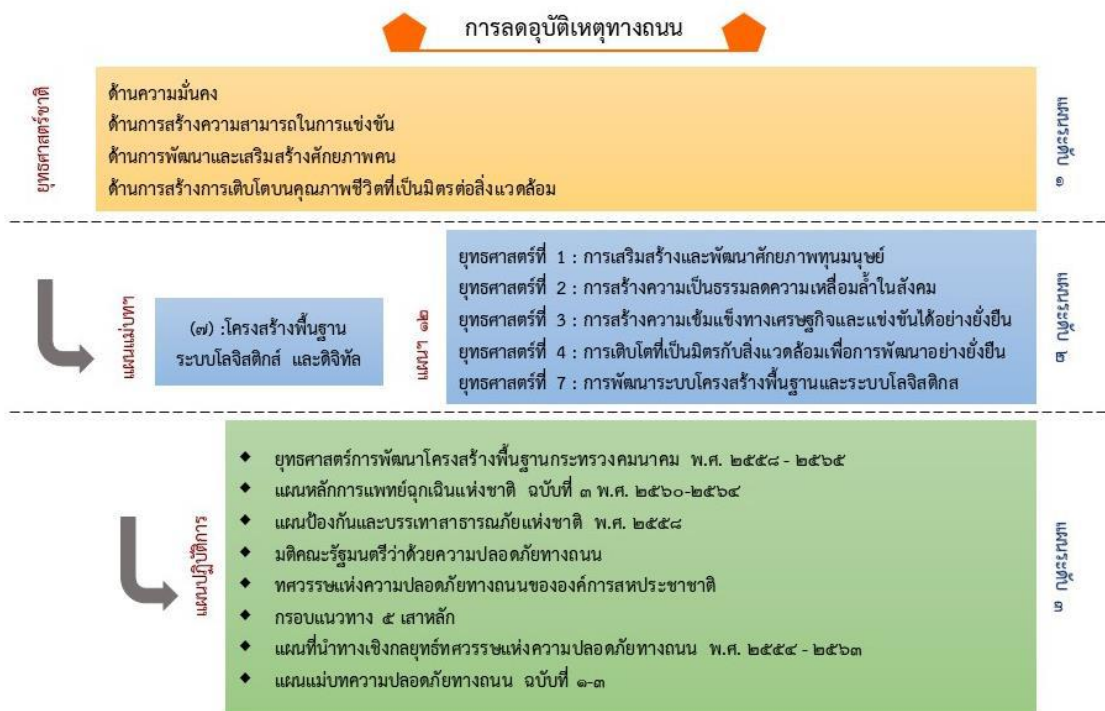 การลดอุบัติเหตุทางถนน
ยุทธศาสตร์ชาติ
ด้านความมั่นคง
ด้านการสร้างความสามารถในการแข่งขัน
ด้านการพัฒนาและเสริมสร้างศักยภาพคน
ด้านการสร้างการเติบโตบนคุณภาพชีวิตที่เป็นมิตรต่อสิ่งแวดล้อม
แผนระดับ ๑
แผนแม่บทฯ
(๗) :โครงสร้างพื้นฐาน
ระบบโลจิสติกส์ และดิจิทัล
แผนฯ ๑๒
ยุทธศาสตร์ที่ 1 : การเสริมสร้างและพัฒนาศักยภาพทุนมนุษย์
ยุทธศาสตร์ที่ 2 : การสร้างความเป็นธรรมลดความเหลื่อมล้ำในสังคม
ยุทธศาสตร์ที่ 3 : การสร้างความเข้มแข็งทางเศรษฐกิจและแข่งขันได้อย่างยั่งยืน
ยุทธศาสตร์ที่ 4 : การเติบโตที่เป็นมิตรกับสิ่งแวดล้อมเพื่อการพัฒนาอย่างยั่งยืน
ยุทธศาสตร์ที่ 7 : การพัฒนาระบบโครงสร้างพื้นฐานและระบบโลจิสติกส
แผนระดับ ๒
แผนปฏิบัติการ
◆ ยุทธศาสตร์การพัฒนาโครงสร้างพื้นฐานกระทรวงคมนาคม พ.ศ. ๒๕๕๘ - ๒๕๖๕
◆ แผนหลักการแพทย์ฉุกเฉินแห่งชาติ ฉบับที่ ๓ พ.ศ. ๒๕๖๐-๒๕๖๔
◆ แผนป้องกันและบรรเทาสาธารณภัยแห่งชาติ พ.ศ. ๒๕๕๘
◆ มติคณะรัฐมนตรีว่าด้วยความปลอดภัยทางถนน
◆ ทศวรรษแห่งความปลอดภัยทางถนนขององค์การสหประชาชาติ
◆ กรอบแนวทาง ๕ เสาหลัก
◆ แผนที่นำทางเชิงกลยุทธ์ทศวรรษแห่งความปลอดภัยทางถนน พ.ศ. ๒๕๕๔ - ๒๕๖๓
◆ แผนแม่บทความปลอดภัยทางถนน ฉบับที่ ๑-๓
แผนระดับ ๓